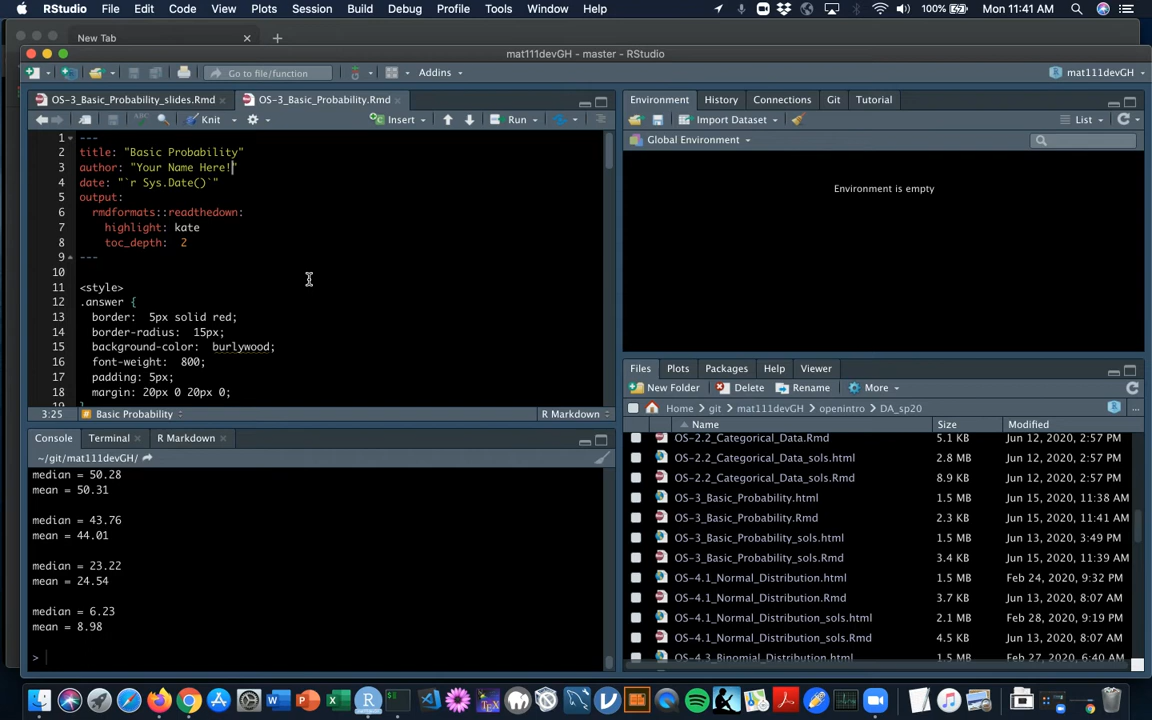 RStudio File Edit Code View Plots Session Build Debug Profile Tools Window Help 100% Mon 11:41 AM
New Tab
mat111devGH - master - RStudio
Go to file/function Addins mat111devGH
OS-3_Basic_Probability_slides.Rmd OS-3_Basic_Probability.Rmd
Knit Insert Run
1 ---
2 title: "Basic Probability"
3 author: "Your Name Here!"
4 date: "`r Sys.Date()`"
5 output:
6 rmdformats::readthedown:
7 highlight: kate
8 toc_depth: 2
9 ---
10
11 <style>
12 .answer {
13 border: 5px solid red;
14 border-radius: 15px;
15 background-color: burlywood;
16 font-weight: 800;
17 padding: 5px;
18 margin: 20px 0 20px 0;
19 }
3:25 # Basic Probability R Markdown
Console Terminal R Markdown
~/git/mat111devGH/
median = 50.28
mean = 50.31
median = 43.76
mean = 44.01
median = 23.22
mean = 24.54
median = 6.23
mean = 8.98
>
Environment History Connections Git Tutorial
Import Dataset List
Global Environment
Environment is empty
Files Plots Packages Help Viewer
New Folder Delete Rename More
Home git mat111devGH openintro DA_sp20 ...
Name Size Modified
OS-2.2_Categorical_Data.Rmd 5.1 KB Jun 12, 2020, 2:57 PM
OS-2.2_Categorical_Data_sols.html 2.8 MB Jun 12, 2020, 2:57 PM
OS-2.2_Categorical_Data_sols.Rmd 8.9 KB Jun 12, 2020, 2:57 PM
OS-3_Basic_Probability.html 1.5 MB Jun 15, 2020, 11:38 AM
OS-3_Basic_Probability.Rmd 2.3 KB Jun 15, 2020, 11:41 AM
OS-3_Basic_Probability_sols.html 1.5 MB Jun 13, 2020, 3:49 PM
OS-3_Basic_Probability_sols.Rmd 3.4 KB Jun 15, 2020, 11:39 AM
OS-4.1_Normal_Distribution.html 1.5 MB Feb 24, 2020, 9:32 PM
OS-4.1_Normal_Distribution.Rmd 3.7 KB Jun 13, 2020, 8:07 AM
OS-4.1_Normal_Distribution_sols.html 2.1 MB Feb 28, 2020, 9:19 PM
OS-4.1_Normal_Distribution_sols.Rmd 4.5 KB Jun 13, 2020, 8:07 AM
OS-4.3_Binomial_Distribution.html 1.5 MB Feb 27, 2020, 6:40 AM